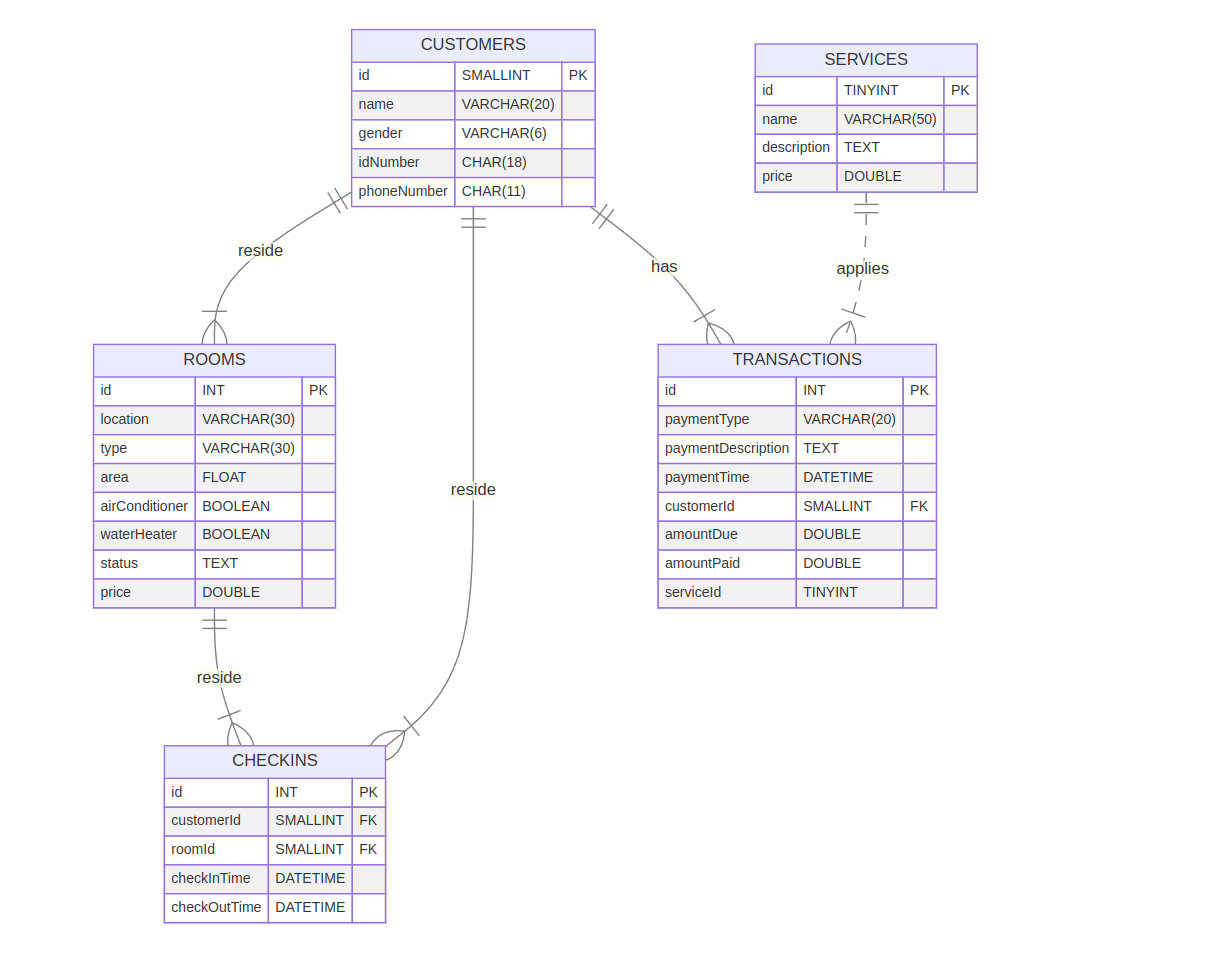 CUSTOMERS
id SMALLINT PK
name VARCHAR(20)
gender VARCHAR(6)
idNumber CHAR(18)
phoneNumber CHAR(11)
SERVICES
id TINYINT PK
name VARCHAR(50)
description TEXT
price DOUBLE
reside
has
applies
ROOMS
id INT PK
location VARCHAR(30)
type VARCHAR(30)
area FLOAT
airConditioner BOOLEAN
waterHeater BOOLEAN
status TEXT
price DOUBLE
reside
TRANSACTIONS
id INT PK
paymentType VARCHAR(20)
paymentDescription TEXT
paymentTime DATETIME
customerId SMALLINT FK
amountDue DOUBLE
amountPaid DOUBLE
serviceId TINYINT
reside
CHECKINS
id INT PK
customerId SMALLINT FK
roomId SMALLINT FK
checkInTime DATETIME
checkOutTime DATETIME